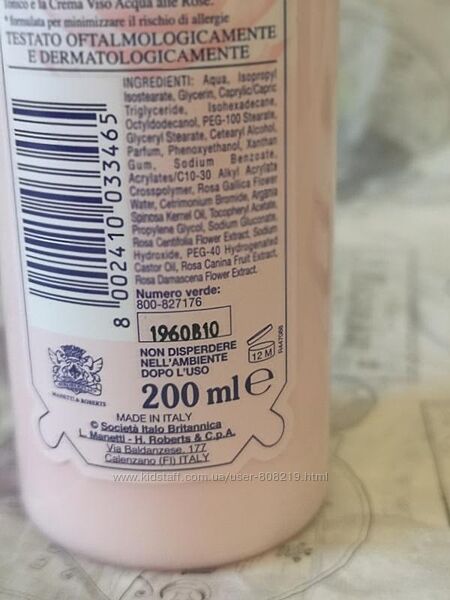 Tonico e la Crema Viso Acqua alle Rose.
*formulata per minimizzare il rischio di allergie
TESTATO OFTALMOLOGICAMENTE
E DERMATOLOGICAMENTE
INGREDIENTI: Aqua, Isopropyl
Isostearate, Glycerin, Caprylic/Capric
Triglyceride, Isohexadecane,
Octyldodecanol, PEG-100 Stearate,
Glyceryl Stearate, Cetearyl Alcohol,
Parfum, Phenoxyethanol, Xanthan
Gum, Sodium Benzoate,
Acrylates/C10-30 Alkyl Acrylate
Crosspolymer, Rosa Gallica Flower
Water, Cetrimonium Bromide, Argania
Spinosa Kernel Oil, Tocopheryl Acetate,
Propylene Glycol, Sodium Gluconate,
Rosa Centifolia Flower Extract, Sodium
Hydroxide, PEG-40 Hydrogenated
Castor Oil, Rosa Canina Fruit Extract,
Rosa Damascena Flower Extract.
8 002410 033465
Numero verde:
800-827176
1960B10
12 M
NON DISPERDERE
NELL'AMBIENTE
DOPO L'USO
200 ml e
MANETTI & ROBERTS
MADE IN ITALY
© Società Italo Britannica
L. Manetti - H. Roberts & C.p.A.
Via Baldanzese, 177
Calenzano (FI) ITALY
www.kidstaff.com.ua/user-808219.html